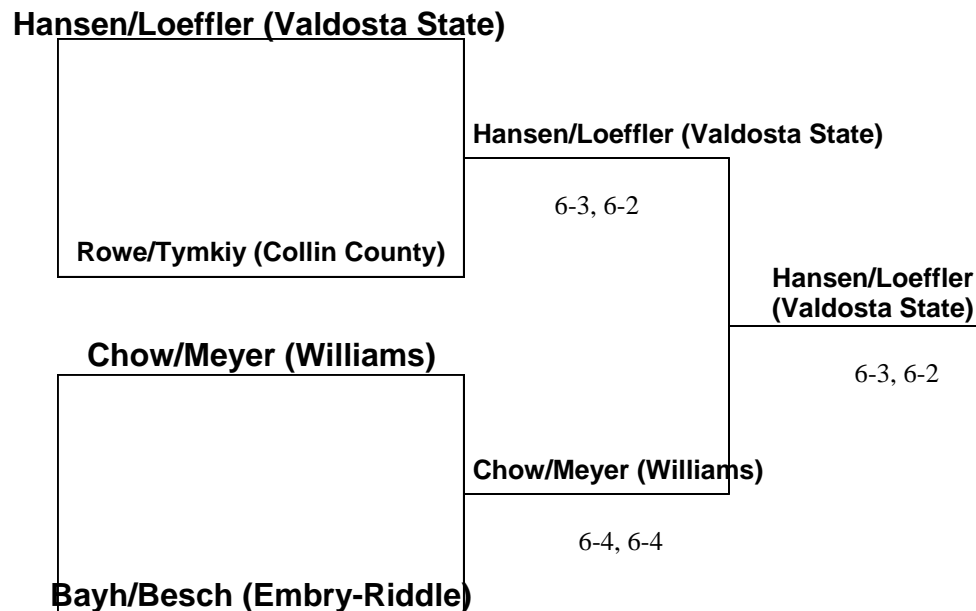 Hansen/Loeffler (Valdosta State)
Hansen/Loeffler (Valdosta State)
6-3, 6-2
Rowe/Tymkiy (Collin County)
Hansen/Loeffler
(Valdosta State)
Chow/Meyer (Williams)
6-3, 6-2
Chow/Meyer (Williams)
6-4, 6-4
Bayh/Besch (Embry-Riddle)